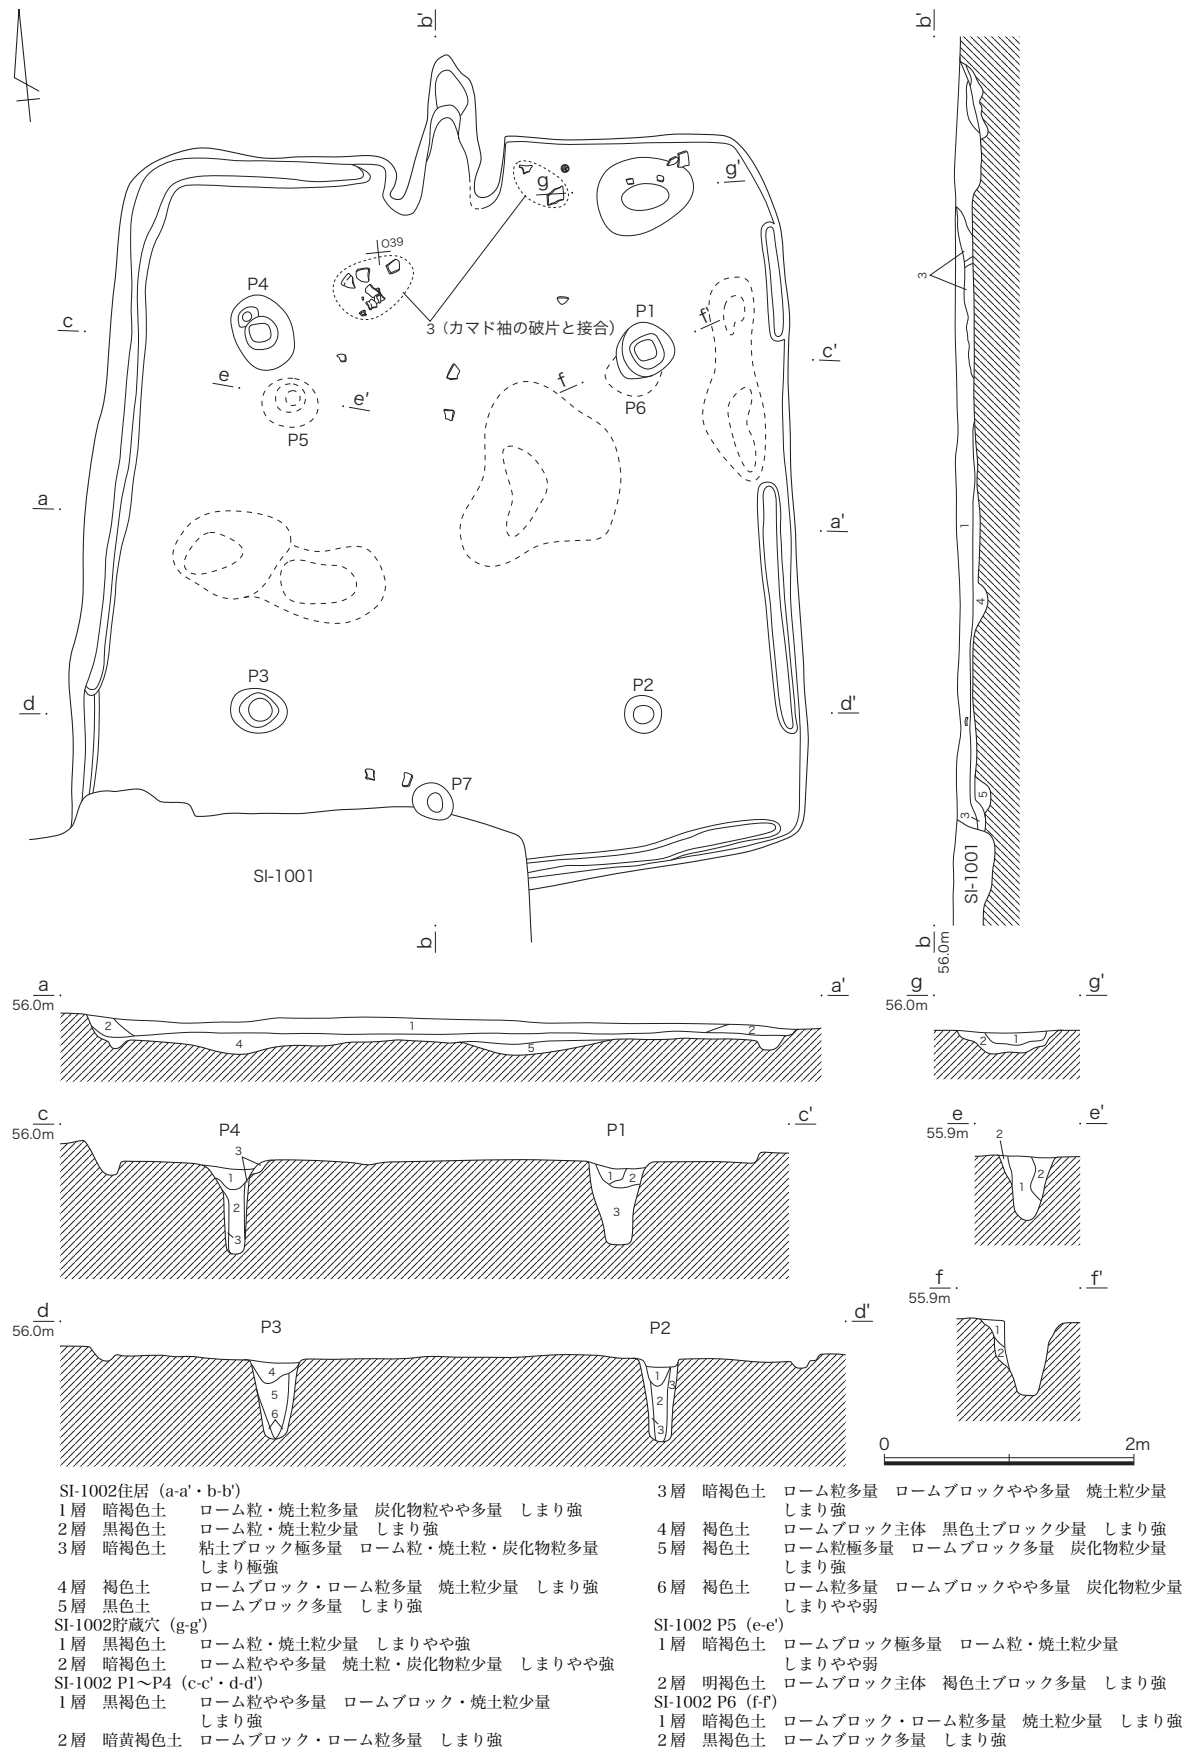 b'
b'
g
g'
O39
P4
P1
c
3（カマド袖の破片と接合）
f'
c'
3
e
e'
f
P6
P5
a
a'
1
4
P3
P2
d
d'
P7
5
3
SI-1001
SI-1001
b
b
56.0m
a
56.0m
a'
2
1
2
4
5
g
56.0m
g'
2
1
c
56.0m
P4
P1
c'
3
1
2
3
1
2
3
e
55.9m
e'
2
1
2
d
56.0m
P3
P2
d'
4
5
6
1
2
3
3
f
55.9m
f'
1
2
0
2m
SI-1002住居（a-a'・b-b'）
1層　暗褐色土　ローム粒・焼土粒多量　炭化物粒やや多量　しまり強
2層　黒褐色土　ローム粒・焼土粒少量　しまり強
3層　暗褐色土　粘土ブロック極多量　ローム粒・焼土粒・炭化物粒多量
しまり極強
4層　褐色土　ロームブロック・ローム粒多量　焼土粒少量　しまり強
5層　黒色土　ロームブロック多量　しまり強
SI-1002貯蔵穴（g-g'）
1層　黒褐色土　ローム粒・焼土粒少量　しまりやや強
2層　暗褐色土　ローム粒やや多量　焼土粒・炭化物粒少量　しまりやや強
SI-1002 P1～P4（c-c'・d-d'）
1層　黒褐色土　ローム粒やや多量　ロームブロック・焼土粒少量
しまり強
2層　暗黄褐色土　ロームブロック・ローム粒多量　しまり強
3層　暗褐色土　ローム粒多量　ロームブロックやや多量　焼土粒少量
しまり強
4層　褐色土　ロームブロック主体　黒色土ブロック少量　しまり強
5層　褐色土　ローム粒極多量　ロームブロック多量　炭化物粒少量
しまり強
6層　褐色土　ローム粒多量　ロームブロックやや多量　炭化物粒少量
しまりやや弱
SI-1002 P5（e-e'）
1層　暗褐色土　ロームブロック極多量　ローム粒・焼土粒少量
しまりやや弱
2層　明褐色土　ロームブロック主体　褐色土ブロック多量　しまり強
SI-1002 P6（f-f'）
1層　暗褐色土　ロームブロック・ローム粒多量　焼土粒少量　しまり強
2層　黒褐色土　ロームブロック多量　しまり強